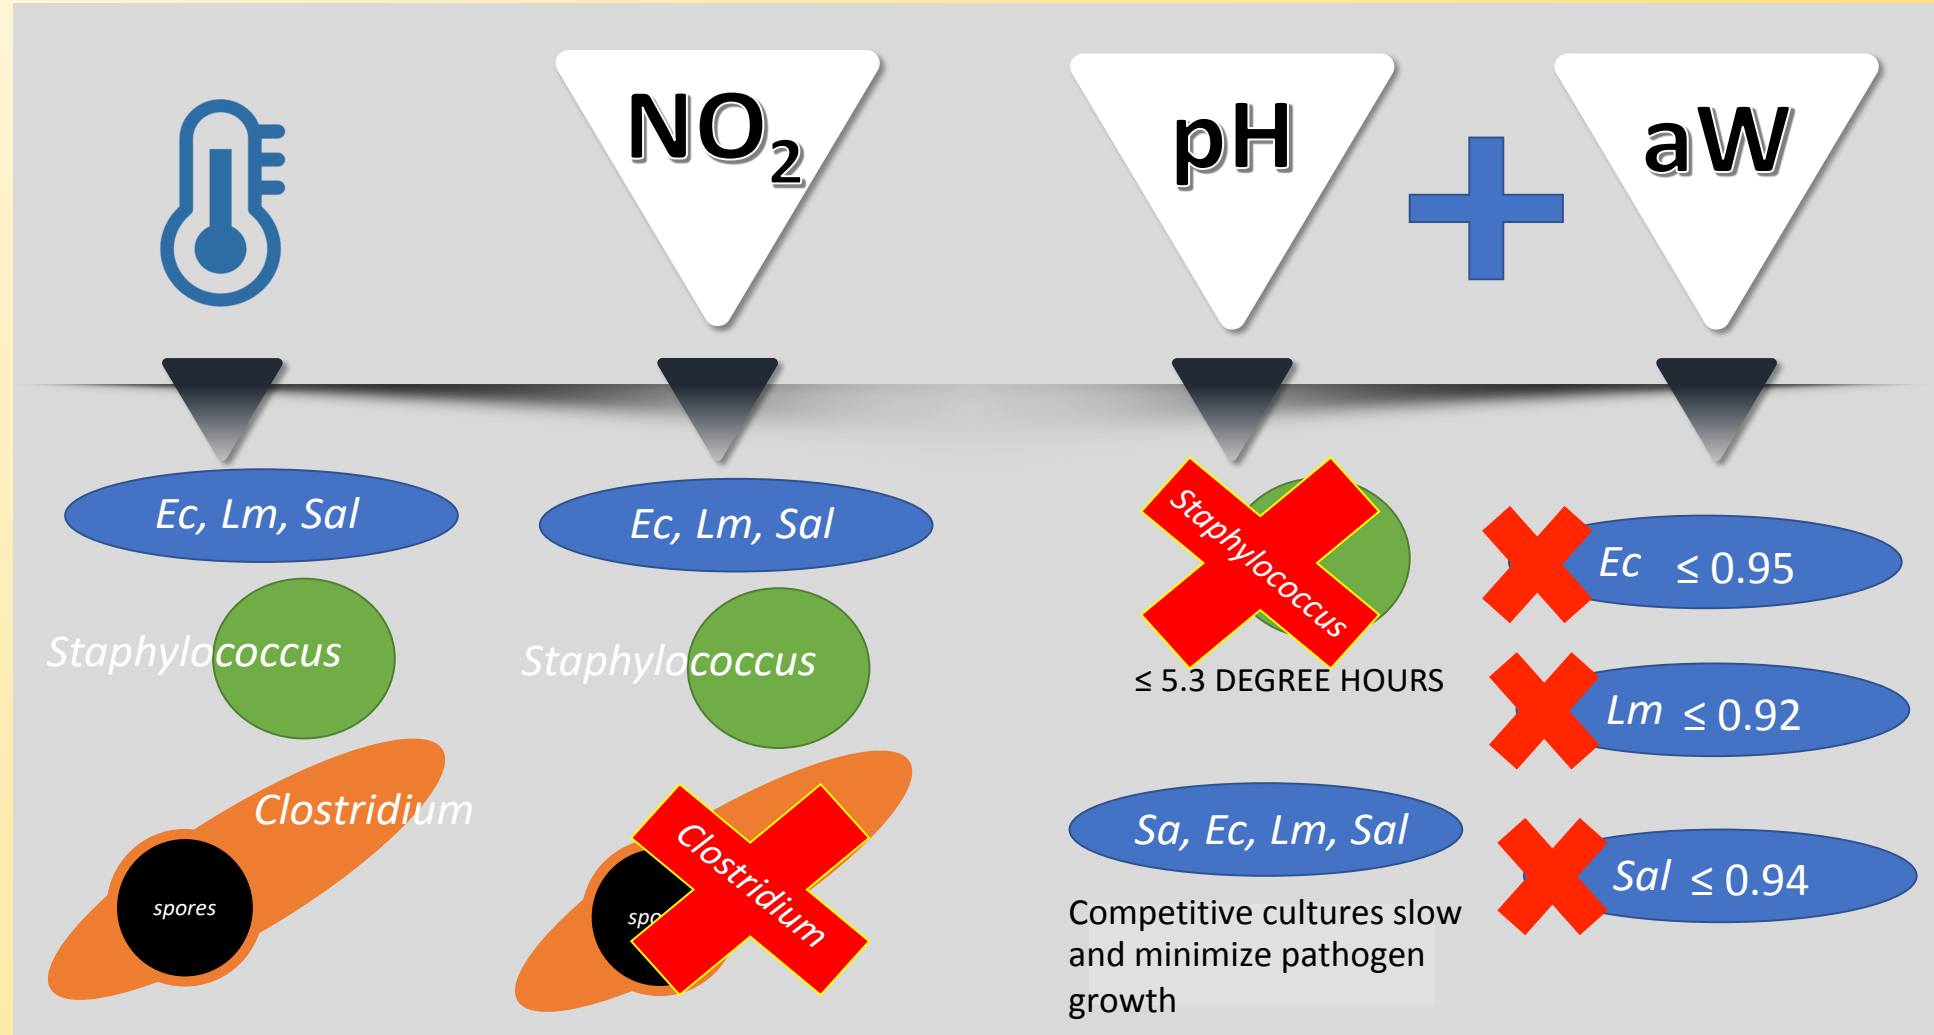 NO₂
pH
aW
Ec, Lm, Sal
Staphylococcus
Clostridium
spores
Ec, Lm, Sal
Staphylococcus
Clostridium
Staphylococcus
≤ 5.3 DEGREE HOURS
Sa, Ec, Lm, Sal
Competitive cultures slow
and minimize pathogen
growth
Ec ≤ 0.95
Lm ≤ 0.92
Sal ≤ 0.94